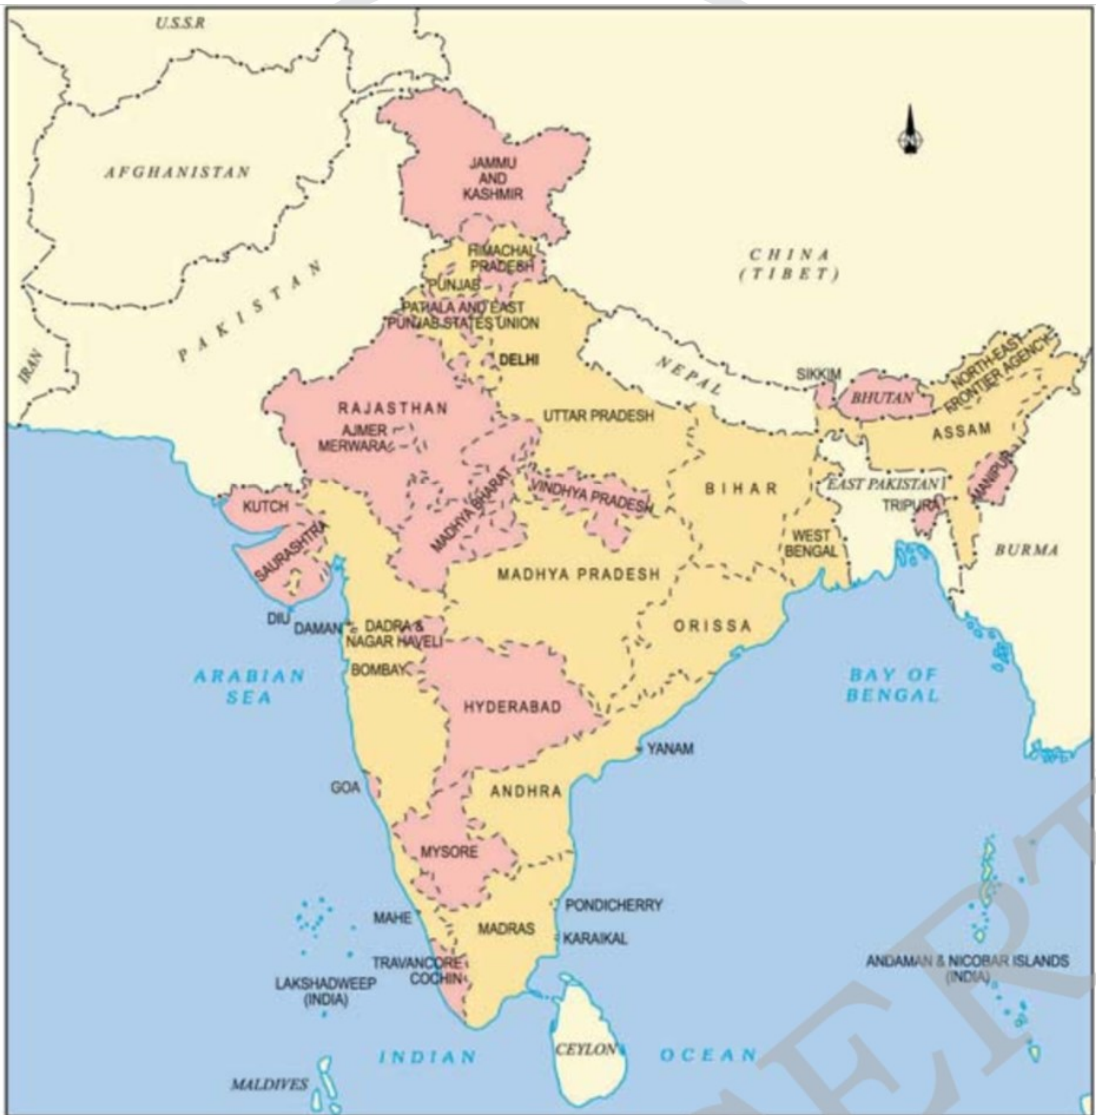 U.S.S.R
AFGHANISTAN
JAMMU
AND
KASHMIR
N
CHINA
(TIBET)
HIMACHAL
PRADESH
PUNJAB
PAKISTAN
PATIALA AND EAST
PUNJAB STATES UNION
IRAN
DELHI
NEPAL
SIKKIM
BHUTAN
NORTH-EAST
FRONTIER AGENCY
RAJASTHAN
UTTAR PRADESH
AJMER
MERWARA
ASSAM
BIHAR
EAST PAKISTAN
MANIPUR
TRIPURA
KUTCH
MADHYA BHARAT
VINDHYA PRADESH
SAURASHTRA
WEST
BENGAL
BURMA
MADHYA PRADESH
DIU
DAMAN
DADRA &
NAGAR HAVELI
ORISSA
BOMBAY
ARABIAN
SEA
BAY OF
BENGAL
HYDERABAD
YANAM
GOA
ANDHRA
MYSORE
MAHE
PONDICHERRY
MADRAS
KARAIKAL
TRAVANCORE
COCHIN
LAKSHADWEEP
(INDIA)
ANDAMAN & NICOBAR ISLANDS
(INDIA)
CEYLON
INDIAN OCEAN
MALDIVES
CERT